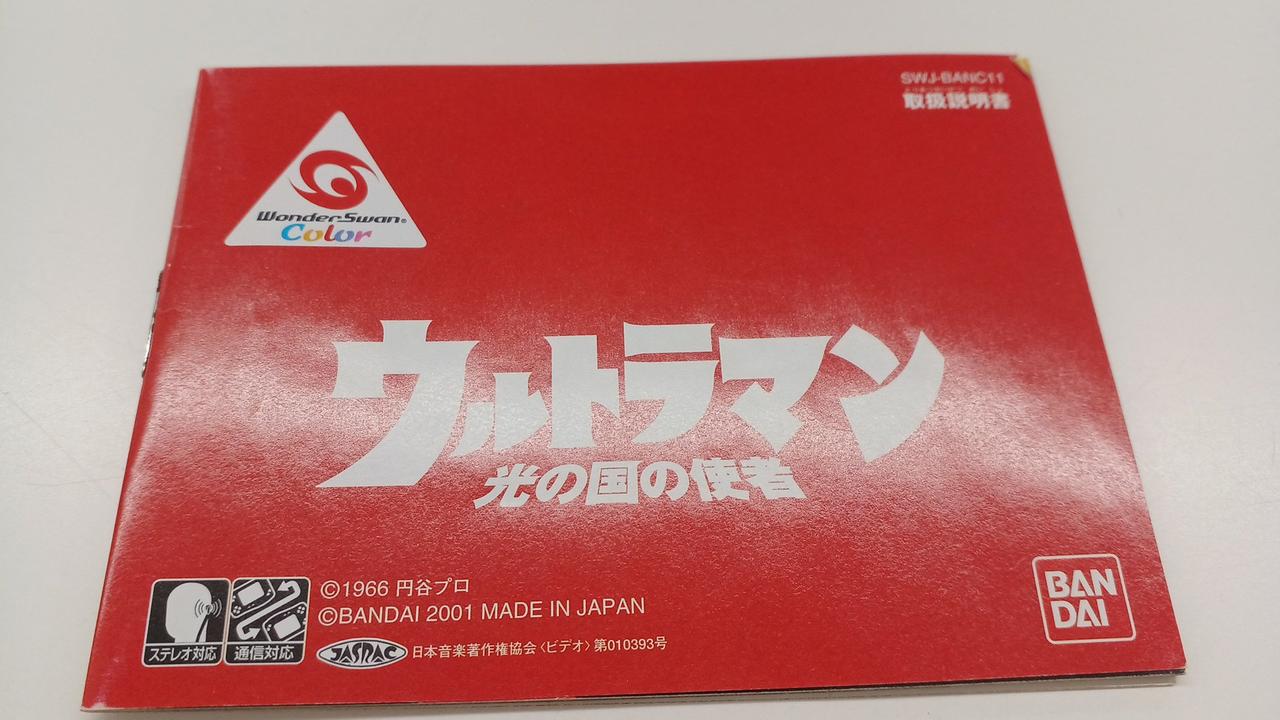 SWJ-BANC11
取扱説明書
WonderSwan®
Color
ウルトラマン
光の国の使者
ステレオ対応
通信対応
©1966 円谷プロ
©BANDAI 2001 MADE IN JAPAN
JASRAC
日本音楽著作権協会〈ビデオ〉第010393号
BAN
DAI